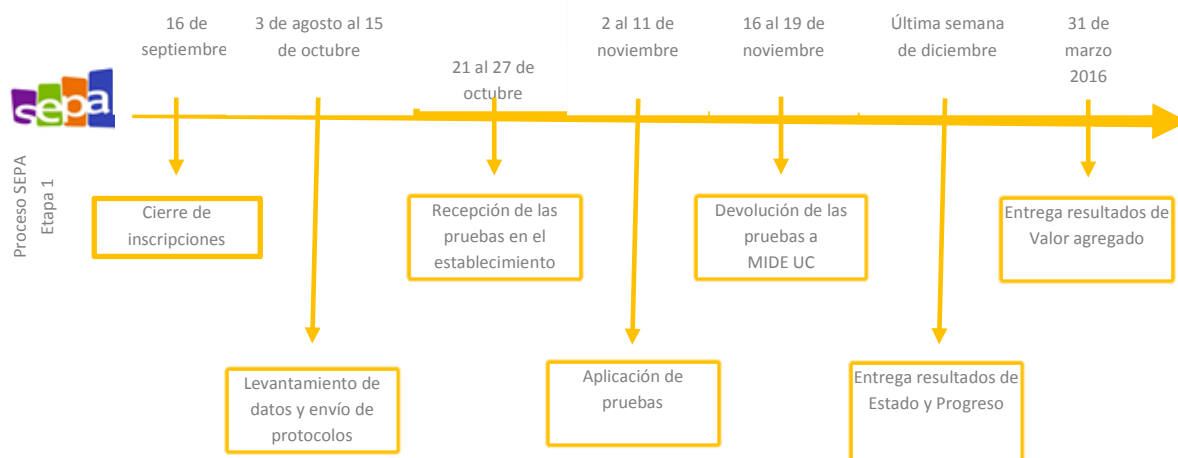 16 de
septiembre
3 de agosto al 15
de octubre
21 al 27 de
octubre
2 al 11 de
noviembre
16 al 19 de
noviembre
Última semana
de diciembre
31 de
marzo
2016
sepa
Proceso SEPA
Etapa 1
Cierre de
inscripciones
Levantamiento de
datos y envío de
protocolos
Recepción de las
pruebas en el
establecimiento
Aplicación de
pruebas
Devolución de las
pruebas a
MIDE UC
Entrega resultados de
Estado y Progreso
Entrega resultados de
Valor agregado